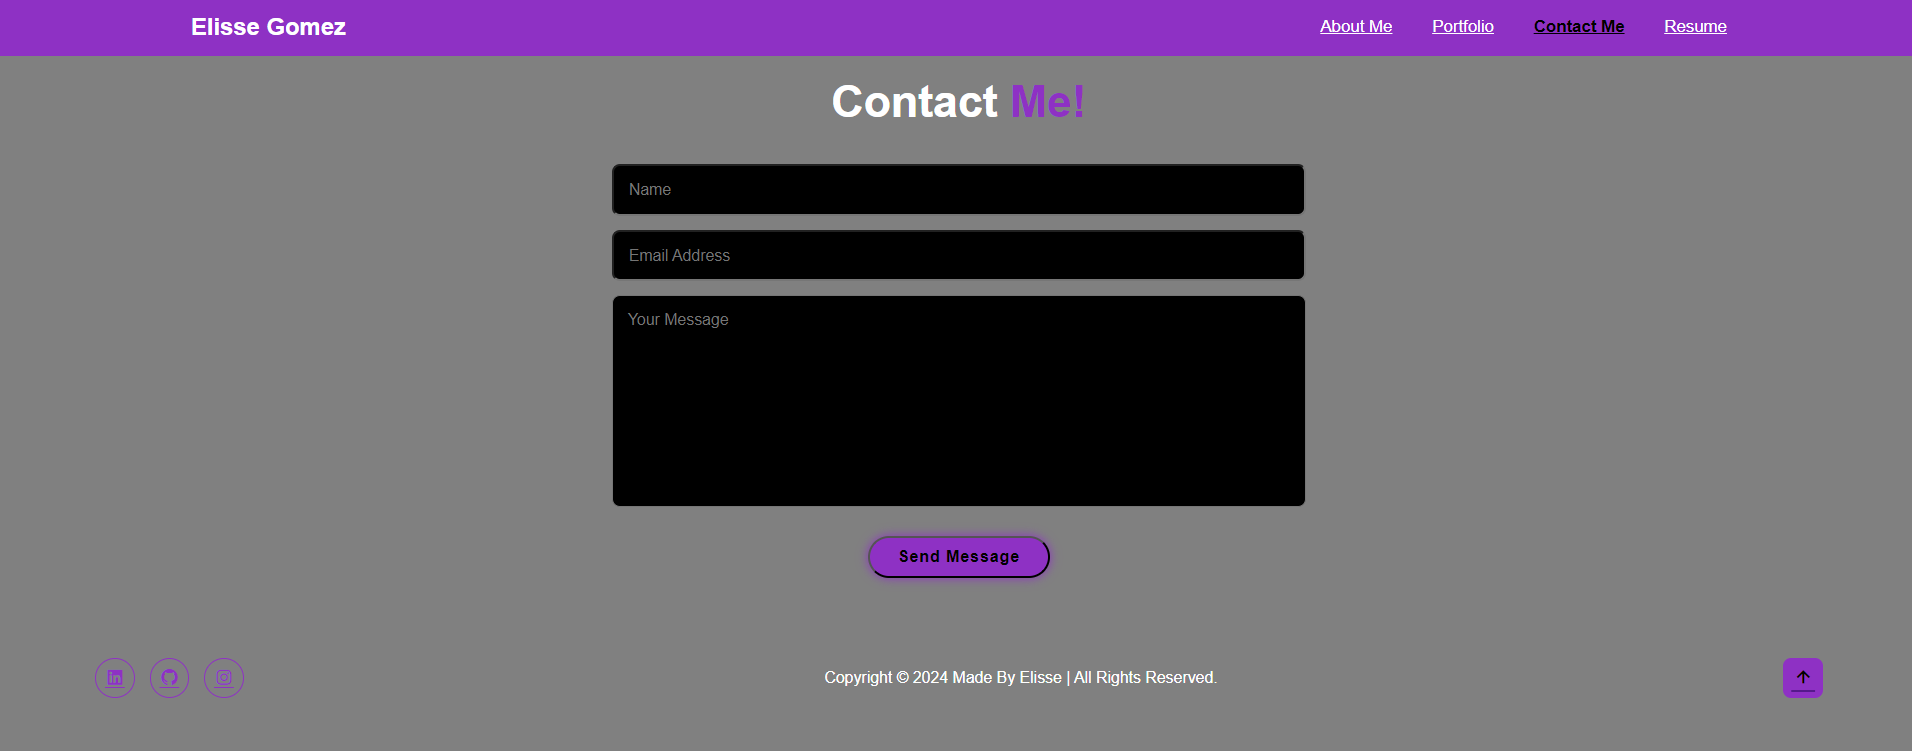 Elisse Gomez
About Me Portfolio Contact Me Resume
Contact Me!
Name
Email Address
Your Message
Send Message
Copyright © 2024 Made By Elisse | All Rights Reserved.